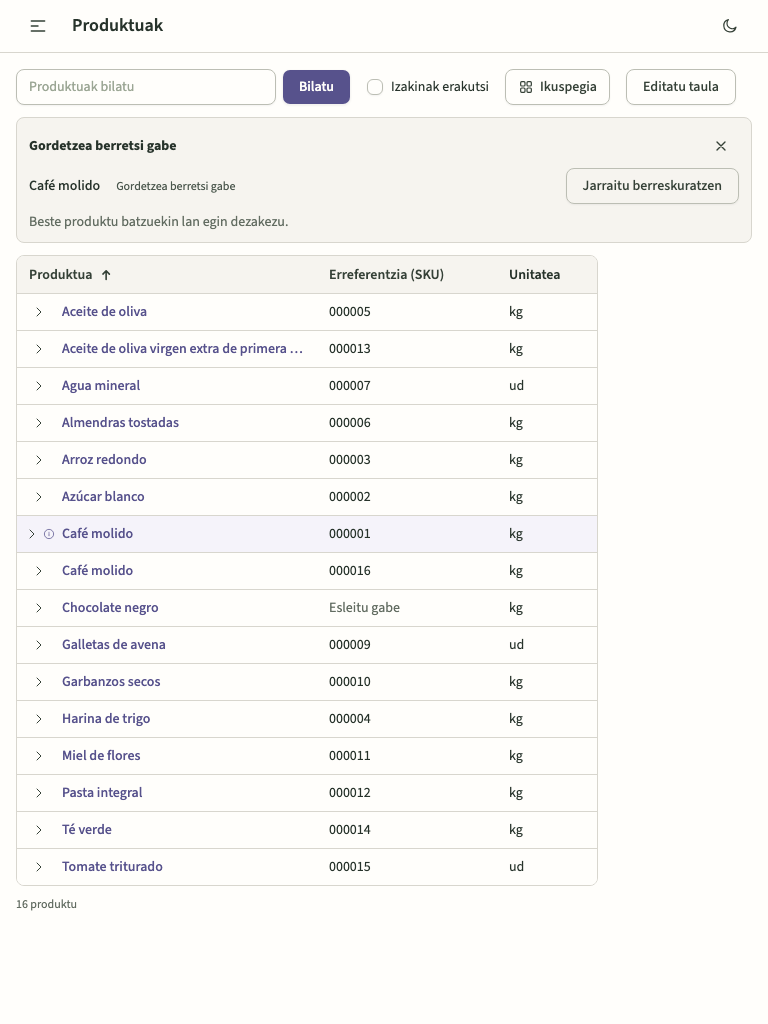 Produktuak
Produktuak bilatu
Bilatu
Izakinak erakutsi
Ikuspegia
Editatu taula
Gordetzea berretsi gabe
Café molido Gordetzea berretsi gabe
Jarraitu berreskuratzen
Beste produktu batzuekin lan egin dezakezu.
Produktua Erreferentzia (SKU) Unitatea
Aceite de oliva 000005 kg
Aceite de oliva virgen extra de primera … 000013 kg
Agua mineral 000007 ud
Almendras tostadas 000006 kg
Arroz redondo 000003 kg
Azúcar blanco 000002 kg
Café molido 000001 kg
Café molido 000016 kg
Chocolate negro Esleitu gabe kg
Galletas de avena 000009 ud
Garbanzos secos 000010 kg
Harina de trigo 000004 kg
Miel de flores 000011 kg
Pasta integral 000012 kg
Té verde 000014 kg
Tomate triturado 000015 ud
16 produktu